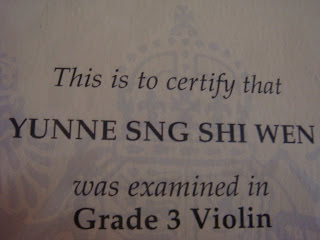 This is to certify that
YUNNE SNG SHI WEN
was examined in
Grade 3 Violin